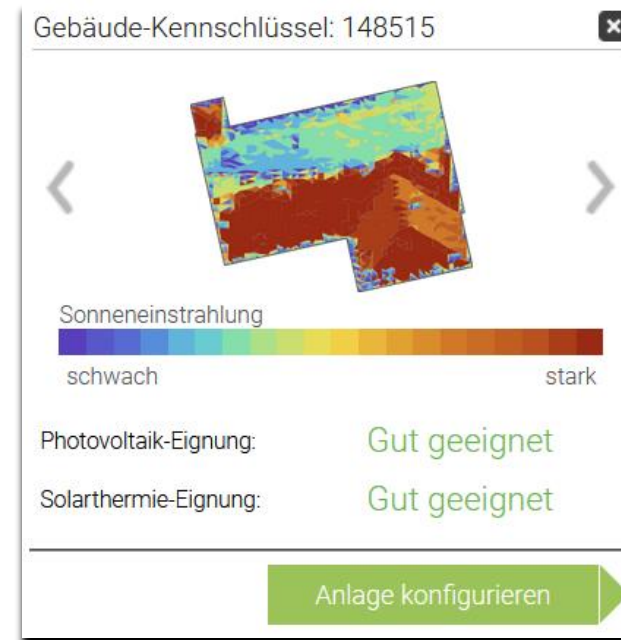 Gebäude-Kennschlüssel: 148515
Sonneneinstrahlung
schwach stark
Photovoltaik-Eignung: Gut geeignet
Solarthermie-Eignung: Gut geeignet
Anlage konfigurieren